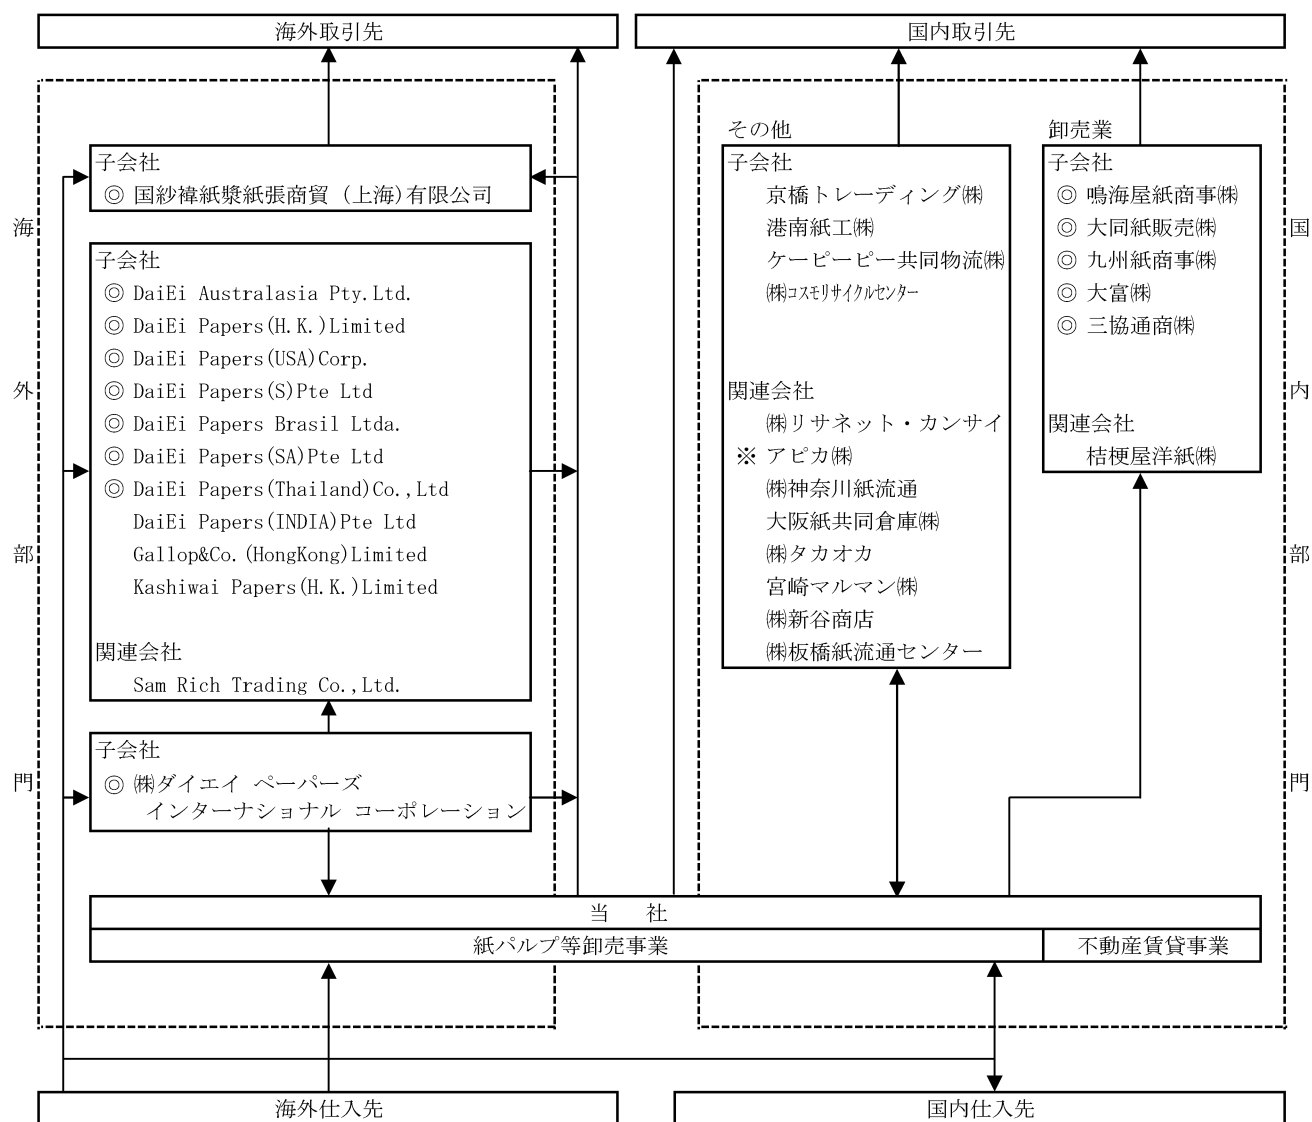 海外取引先
国内取引先
その他
卸売業
子会社
◎ 国紗褘紙漿紙張商貿（上海)有限公司
子会社
◎ DaiEi Australasia Pty.Ltd.
◎ DaiEi Papers(H.K.)Limited
◎ DaiEi Papers(USA)Corp.
◎ DaiEi Papers(S)Pte Ltd
◎ DaiEi Papers Brasil Ltda.
◎ DaiEi Papers(SA)Pte Ltd
◎ DaiEi Papers(Thailand)Co.,Ltd
DaiEi Papers(INDIA)Pte Ltd
Gallop&Co.(HongKong)Limited
Kashiwai Papers(H.K.)Limited
関連会社
Sam Rich Trading Co.,Ltd.
子会社
◎ ㈱ダイエイ ペーパーズ
インターナショナル コーポレーション
海
外
部
門
子会社
京橋トレーディング㈱
港南紙工㈱
ケーピーピー共同物流㈱
㈱コスモリサイクルセンター
関連会社
㈱リサネット・カンサイ
※ アピカ㈱
㈱神奈川紙流通
大阪紙共同倉庫㈱
㈱タカオカ
宮崎マルマン㈱
㈱新谷商店
㈱板橋紙流通センター
子会社
◎ 鳴海屋紙商事㈱
◎ 大同紙販売㈱
◎ 九州紙商事㈱
◎ 大富㈱
◎ 三協通商㈱
関連会社
桔梗屋洋紙㈱
国
内
部
門
当　社
紙パルプ等卸売事業
不動産賃貸事業
海外仕入先
国内仕入先